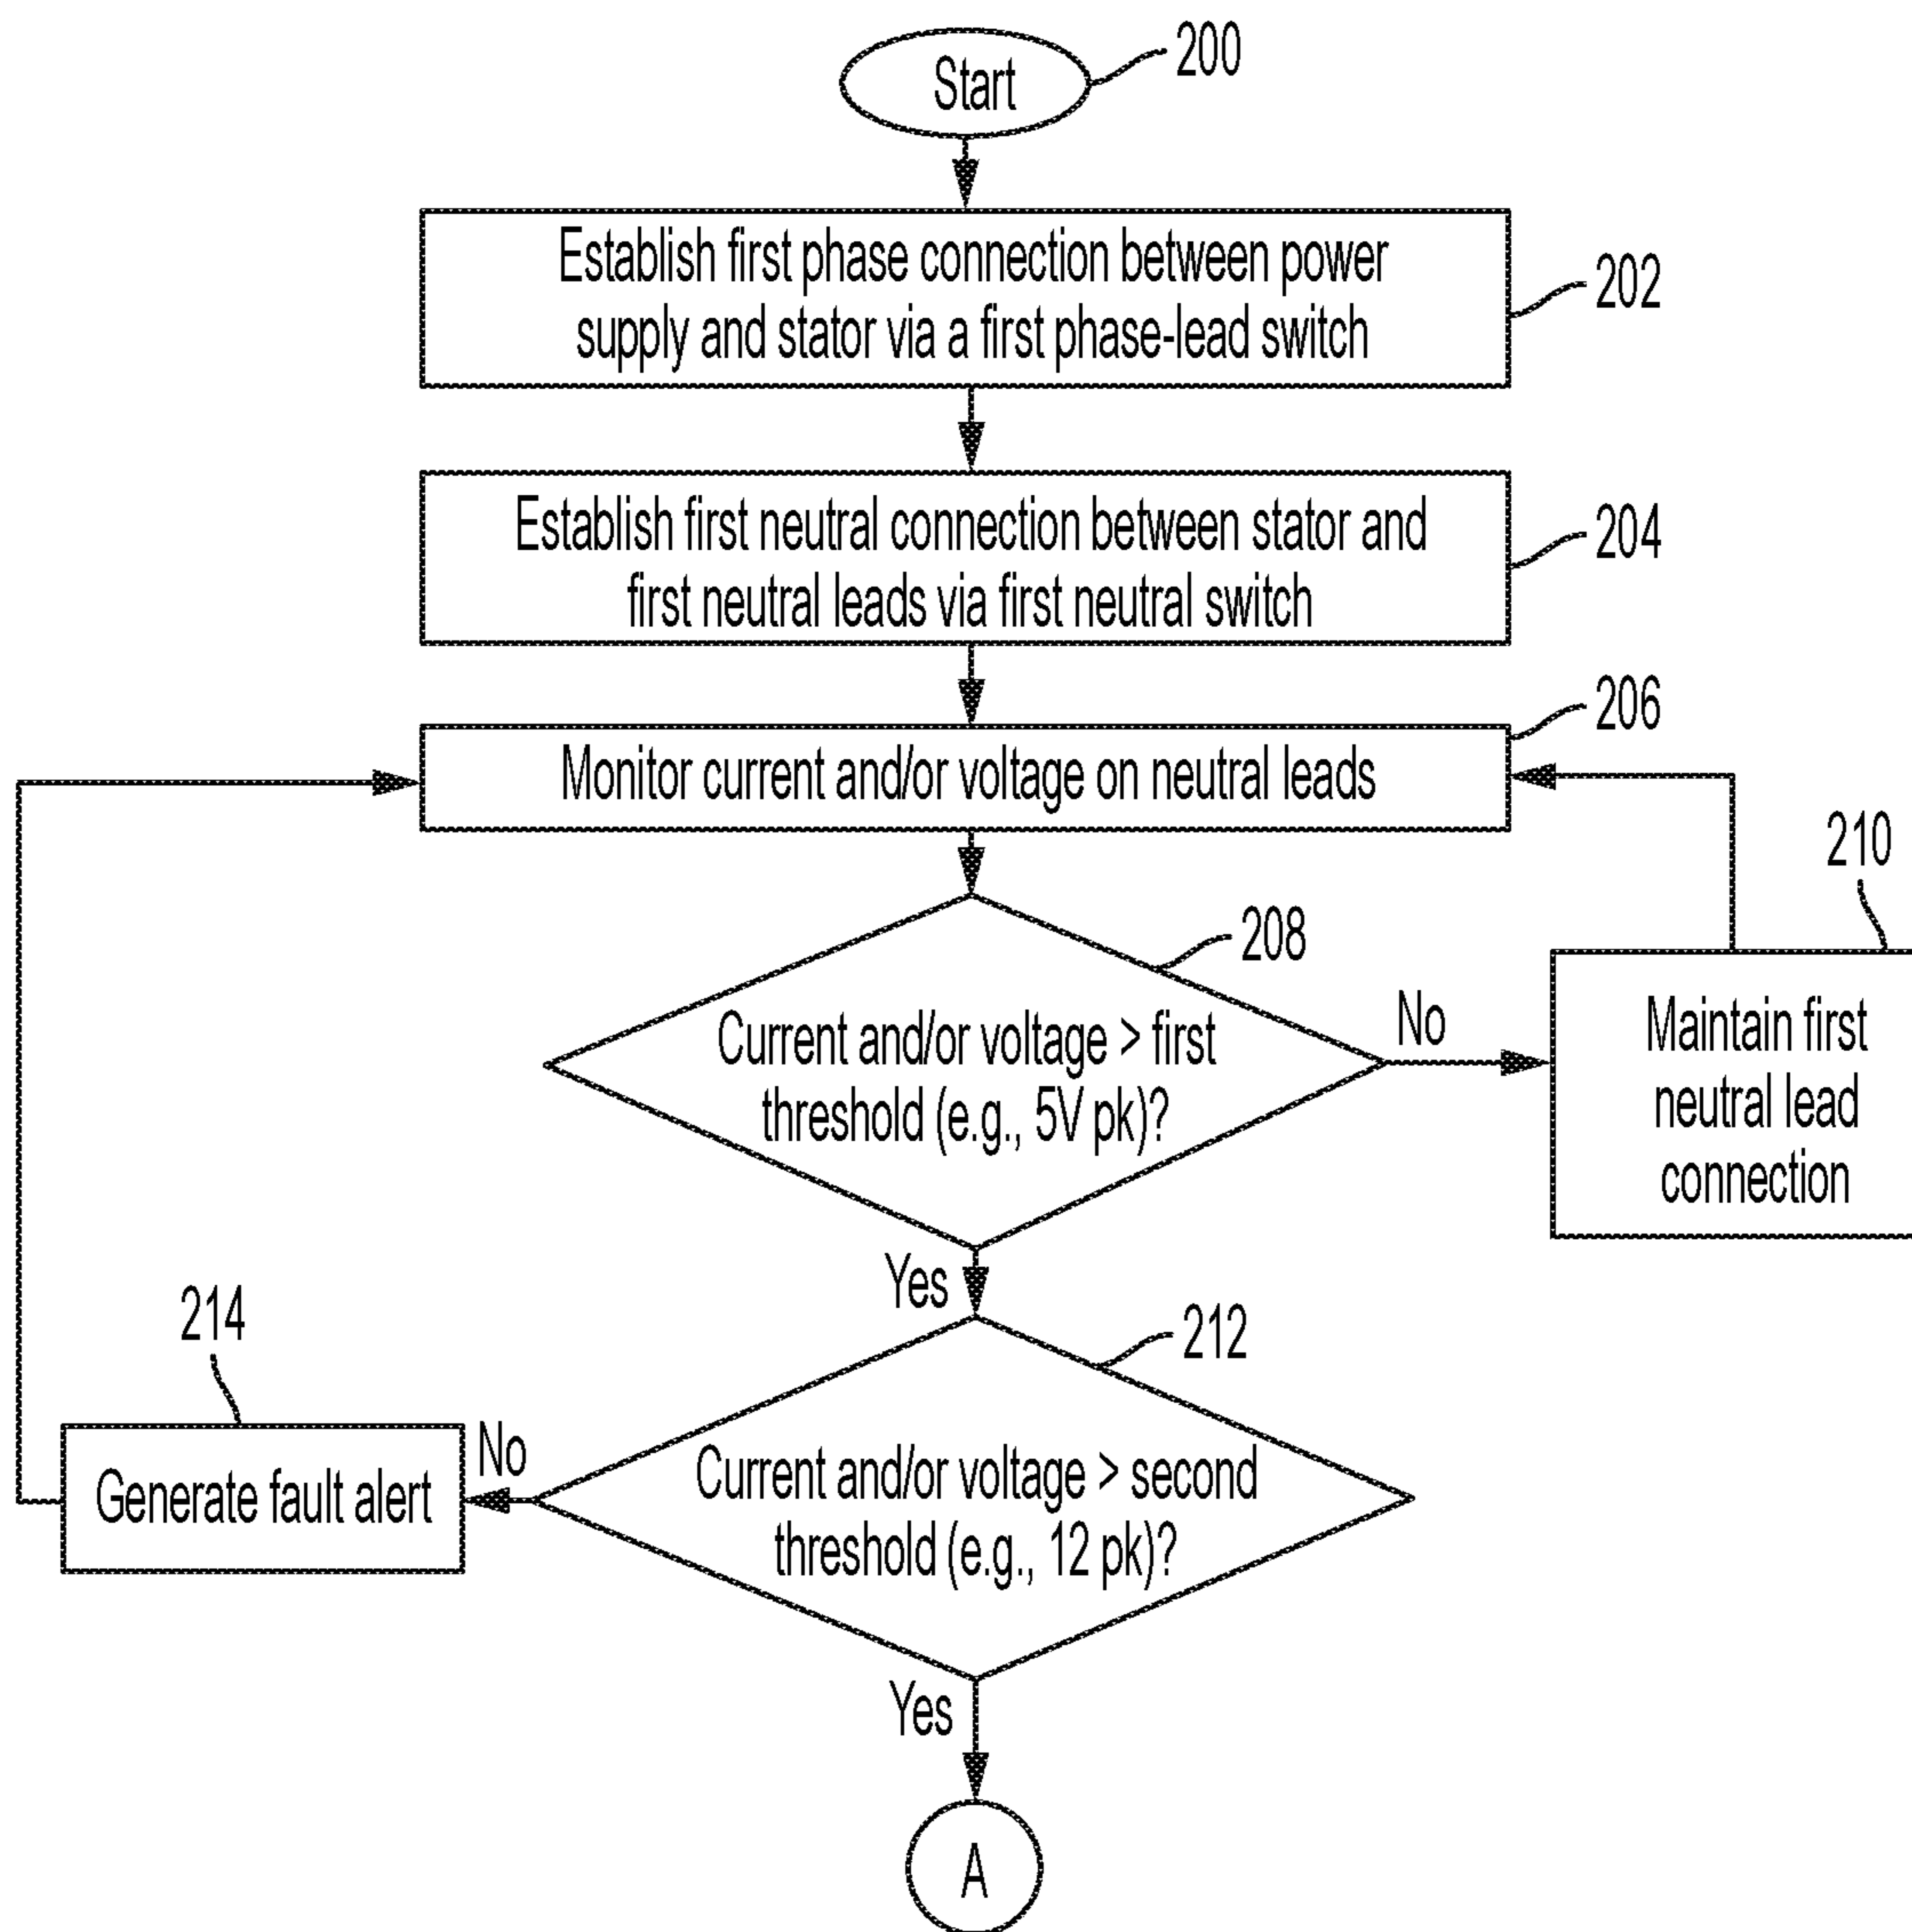 Start
200
Establish first phase connection between power
supply and stator via a first phase-lead switch
202
Establish first neutral connection between stator and
first neutral leads via first neutral switch
204
206
Monitor current and/or voltage on neutral leads
210
208
Current and/or voltage > first
threshold (e.g., 5V pk)?
No
Maintain first
neutral lead
connection
Yes
214
212
Generate fault alert
No
Current and/or voltage > second
threshold (e.g., 12 pk)?
Yes
A